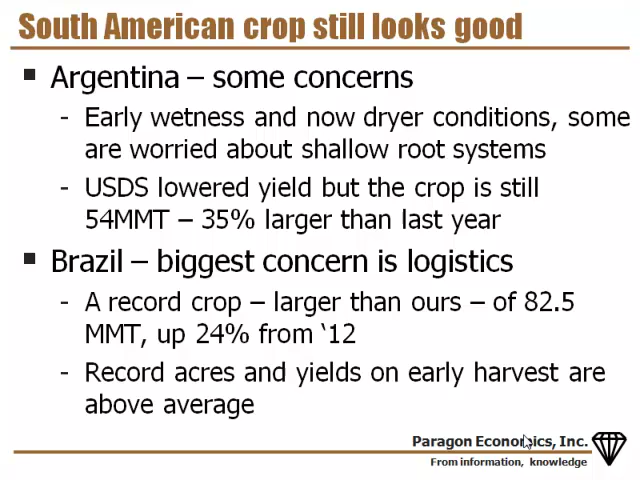 South American crop still looks good
▪ Argentina – some concerns
- Early wetness and now dryer conditions, some
are worried about shallow root systems
- USDS lowered yield but the crop is still
54MMT – 35% larger than last year
▪ Brazil – biggest concern is logistics
- A record crop – larger than ours – of 82.5
MMT, up 24% from ‘12
- Record acres and yields on early harvest are
above average
Paragon Economics, Inc.
From information, knowledge